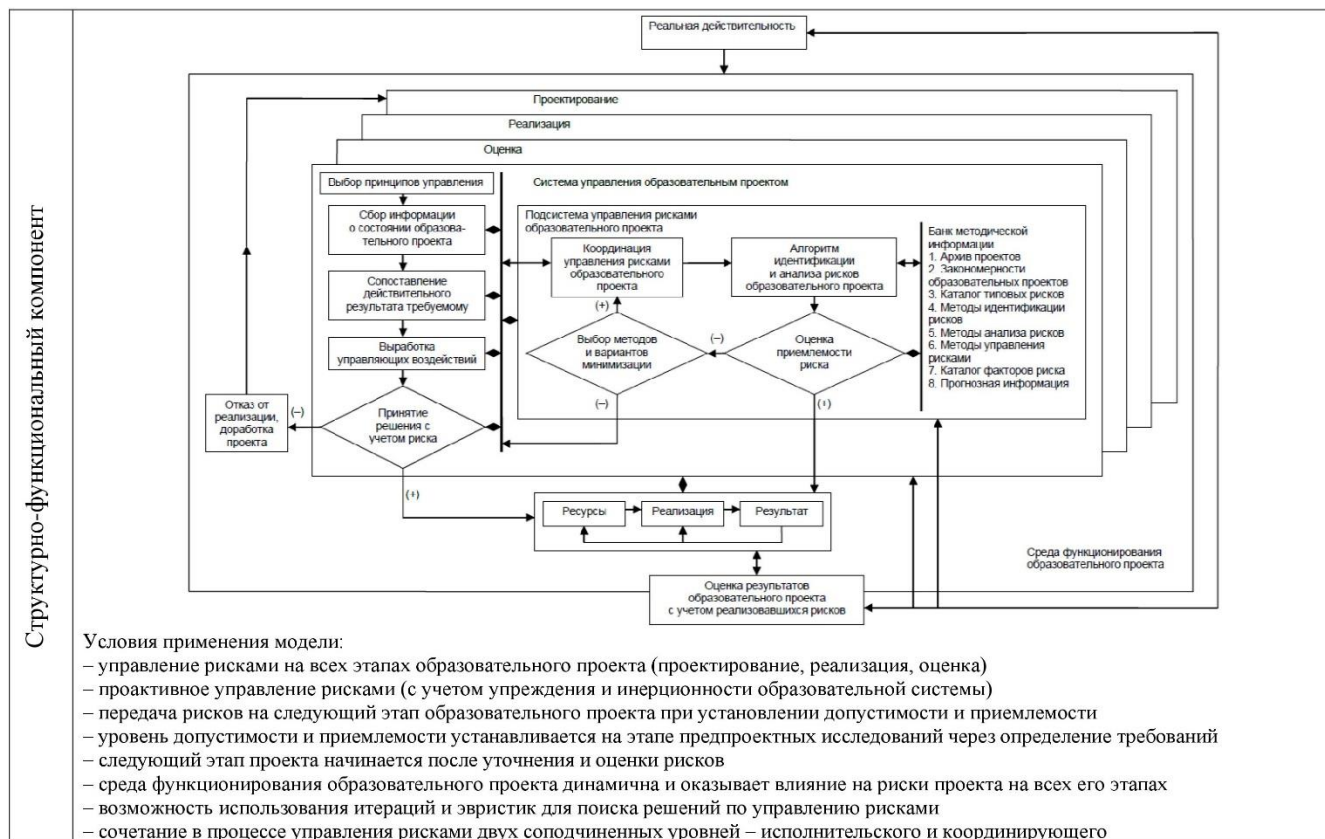 Структурно-функциональный компонент
Реальная действительность
Проектирование
Реализация
Оценка
Выбор принципов управления
Сбор информации
о состоянии образова-
тельного проекта
Сопоставление
действительного
результата требуемому
Выработка
управляющих воздействий
Принятие
решения с
учетом риска
(–)
Отказ от
реализации,
доработка
проекта
(+)
Система управления образовательным проектом
Подсистема управления рисками
образовательного проекта
Координация
управления рисками
образовательного
проекта
Алгоритм
идентификации
и анализа рисков
образовательного проекта
(+)
Выбор методов
и вариантов
минимизации
(–)
Оценка
приемлемости
риска
(–)
(+)
Банк методической
информации
1. Архив проектов
2. Закономерности
образовательных проектов
3. Каталог типовых рисков
4. Методы идентификации
рисков
5. Методы анализа рисков
6. Методы управления
рисками
7. Каталог факторов риска
8. Прогнозная информация
Ресурсы
Реализация
Результат
Среда функционирования
образовательного проекта
Оценка результатов
образовательного проекта
с учетом реализовавшихся рисков
Условия применения модели:
– управление рисками на всех этапах образовательного проекта (проектирование, реализация, оценка)
– проактивное управление рисками (с учетом упреждения и инерционности образовательной системы)
– передача рисков на следующий этап образовательного проекта при установлении допустимости и приемлемости
– уровень допустимости и приемлемости устанавливается на этапе предпроектных исследований через определение требований
– следующий этап проекта начинается после уточнения и оценки рисков
– среда функционирования образовательного проекта динамична и оказывает влияние на риски проекта на всех его этапах
– возможность использования итераций и эвристик для поиска решений по управлению рисками
– сочетание в процессе управления рисками двух соподчиненных уровней – исполнительского и координирующего